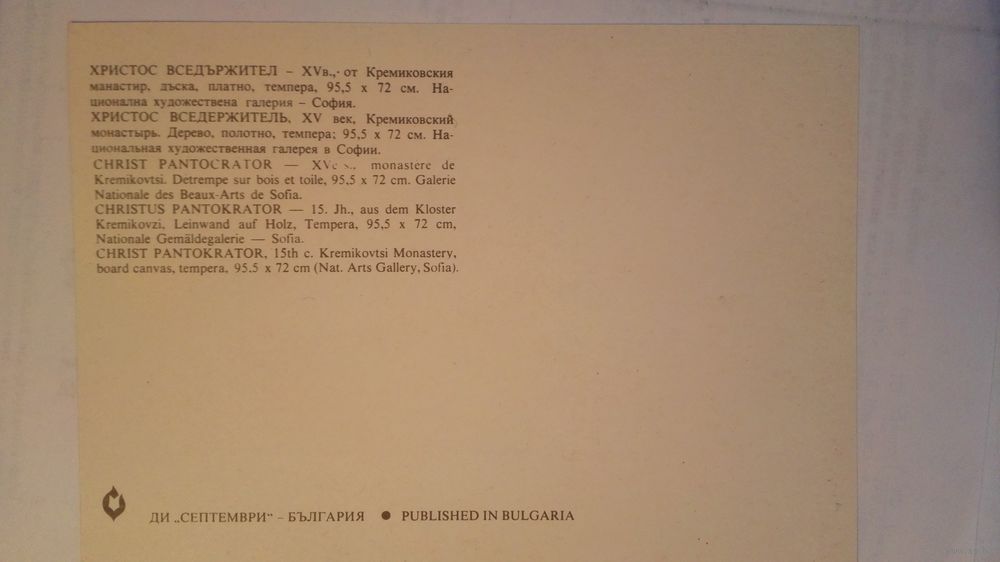 ХРИСТОС ВСЕДЪРЖИТЕЛ – XVв., от Кремиковския
манастир, дъска, платно, темпера, 95,5 x 72 см. На-
ционална художествена галерия – София.
ХРИСТОС ВСЕДЕРЖИТЕЛЬ, XV век, Кремиковский
монастырь. Дерево, полотно, темпера; 95,5 x 72 см. На-
циональная художественная галерея в Софии.
CHRIST PANTOCRATOR — XVe s., monastere de
Kremikovtsi. Detrempe sur bois et toile, 95,5 x 72 cm. Galerie
Nationale des Beaux-Arts de Sofia.
CHRISTUS PANTOKRATOR — 15. Jh., aus dem Kloster
Kremikovzi, Leinwand auf Holz, Tempera, 95,5 x 72 cm,
Nationale Gemäldegalerie — Sofia.
CHRIST PANTOKRATOR, 15th c. Kremikovtsi Monastery,
board canvas, tempera, 95.5 x 72 cm (Nat. Arts Gallery, Sofia).
ДИ „СЕПТЕМВРИ“ – БЪЛГАРИЯ ● PUBLISHED IN BULGARIA